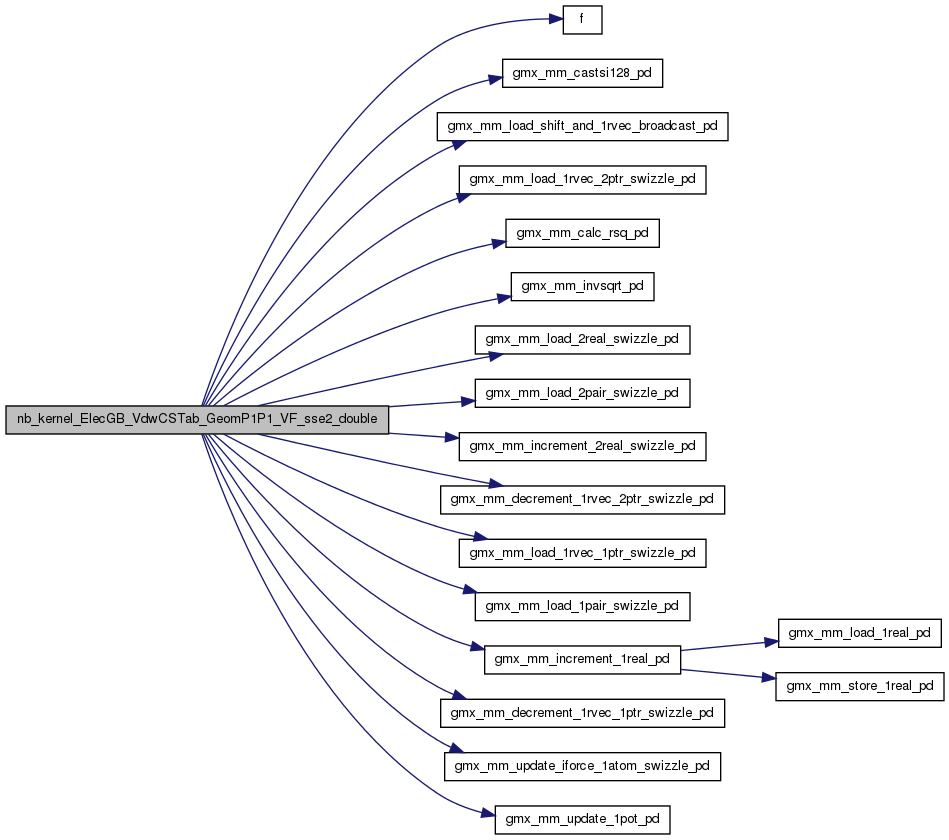 f
gmx_mm_castsi128_pd
gmx_mm_load_shift_and_1rvec_broadcast_pd
gmx_mm_load_1rvec_2ptr_swizzle_pd
gmx_mm_calc_rsq_pd
gmx_mm_invsqrt_pd
gmx_mm_load_2real_swizzle_pd
gmx_mm_load_2pair_swizzle_pd
nb_kernel_ElecGB_VdwCSTab_GeomP1P1_VF_sse2_double
gmx_mm_increment_2real_swizzle_pd
gmx_mm_decrement_1rvec_2ptr_swizzle_pd
gmx_mm_load_1rvec_1ptr_swizzle_pd
gmx_mm_load_1pair_swizzle_pd
gmx_mm_load_1real_pd
gmx_mm_increment_1real_pd
gmx_mm_store_1real_pd
gmx_mm_decrement_1rvec_1ptr_swizzle_pd
gmx_mm_update_iforce_1atom_swizzle_pd
gmx_mm_update_1pot_pd